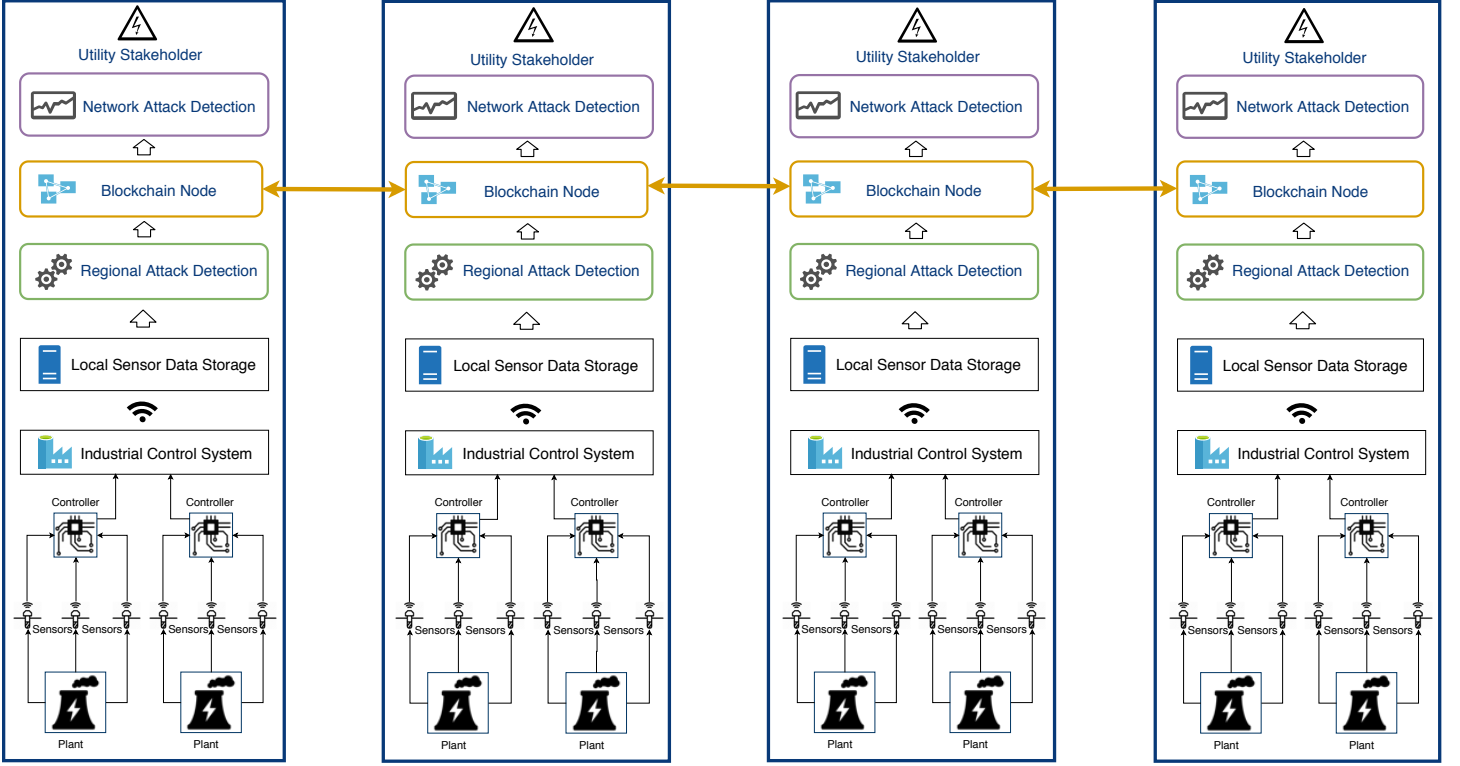 Utility Stakeholder
Network Attack Detection
Blockchain Node
Regional Attack Detection
Local Sensor Data Storage
Industrial Control System
Controller Controller
Sensors Sensors Sensors Sensors
Plant Plant
Utility Stakeholder
Network Attack Detection
Blockchain Node
Regional Attack Detection
Local Sensor Data Storage
Industrial Control System
Controller Controller
Sensors Sensors Sensors Sensors
Plant Plant
Utility Stakeholder
Network Attack Detection
Blockchain Node
Regional Attack Detection
Local Sensor Data Storage
Industrial Control System
Controller Controller
Sensors Sensors Sensors Sensors
Plant Plant
Utility Stakeholder
Network Attack Detection
Blockchain Node
Regional Attack Detection
Local Sensor Data Storage
Industrial Control System
Controller Controller
Sensors Sensors Sensors Sensors
Plant Plant